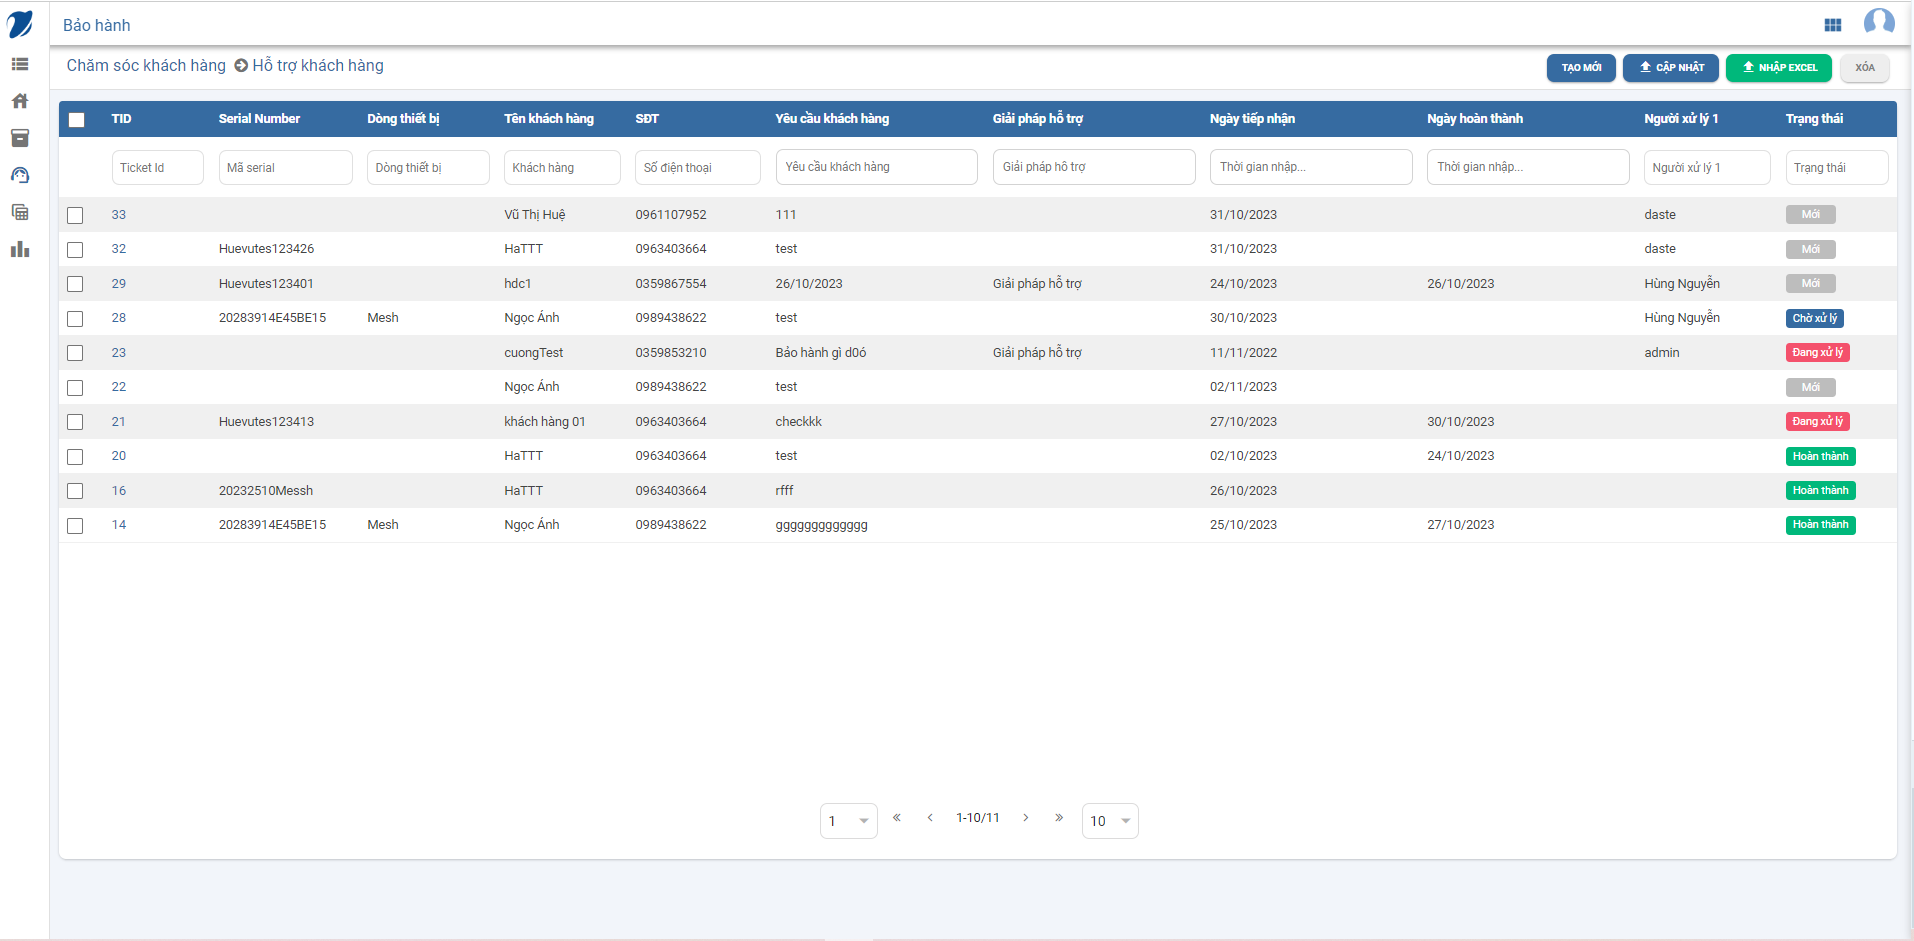 Bảo hành
Chăm sóc khách hàng Hỗ trợ khách hàng
TẠO MỚI CẬP NHẬT NHẬP EXCEL XÓA
TID Serial Number Dòng thiết bị Tên khách hàng SĐT Yêu cầu khách hàng Giải pháp hỗ trợ Ngày tiếp nhận Ngày hoàn thành Người xử lý 1 Trạng thái
Ticket Id Mã serial Dòng thiết bị Khách hàng Số điện thoại Yêu cầu khách hàng Giải pháp hỗ trợ Thời gian nhập... Thời gian nhập... Người xử lý 1 Trạng thái
33 Vũ Thị Huệ 0961107952 111 31/10/2023 daste Mới
32 Huevutes123426 HaTTT 0963403664 test 31/10/2023 daste Mới
29 Huevutes123401 hdc1 0359867554 26/10/2023 Giải pháp hỗ trợ 24/10/2023 26/10/2023 Hùng Nguyễn Mới
28 20283914E45BE15 Mesh Ngọc Ánh 0989438622 test 30/10/2023 Hùng Nguyễn Chờ xử lý
23 cuongTest 0359853210 Bảo hành gì d0ó Giải pháp hỗ trợ 11/11/2022 admin Đang xử lý
22 Ngọc Ánh 0989438622 test 02/11/2023 Mới
21 Huevutes123413 khách hàng 01 0963403664 checkkk 27/10/2023 30/10/2023 Đang xử lý
20 HaTTT 0963403664 test 02/10/2023 24/10/2023 Hoàn thành
16 20232510Messh HaTTT 0963403664 rfff 26/10/2023 Hoàn thành
14 20283914E45BE15 Mesh Ngọc Ánh 0989438622 ggggggggggggg 25/10/2023 27/10/2023 Hoàn thành
1 « ‹ 1-10/11 › » 10